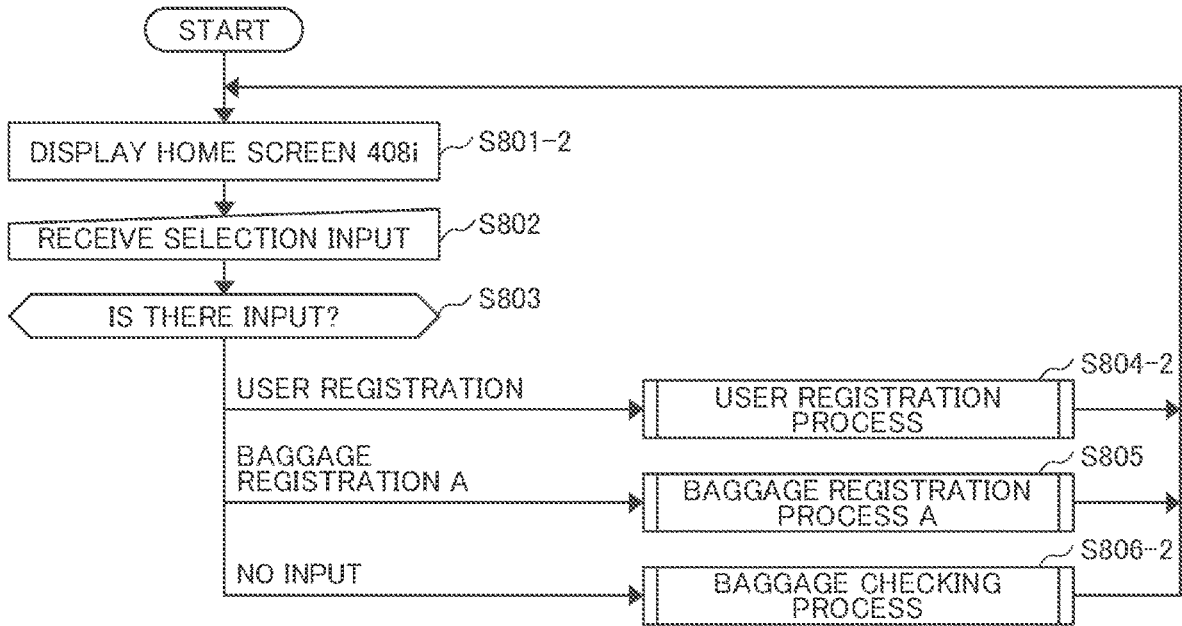 START
DISPLAY HOME SCREEN 408i
S801-2
RECEIVE SELECTION INPUT
S802
IS THERE INPUT?
S803
USER REGISTRATION
USER REGISTRATION
PROCESS
S804-2
BAGGAGE
REGISTRATION A
BAGGAGE REGISTRATION
PROCESS A
S805
NO INPUT
BAGGAGE CHECKING
PROCESS
S806-2